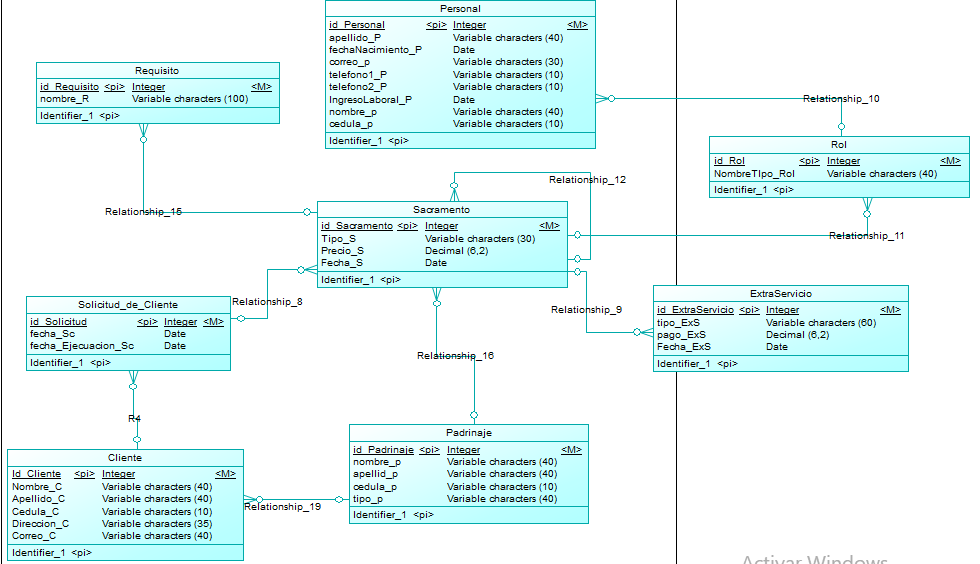 Personal
id_Personal <pi> Integer <M>
apellido_P Variable characters (40)
fechaNacimiento_P Date
correo_p Variable characters (30)
telefono1_P Variable characters (10)
telefono2_P Variable characters (10)
IngresoLaboral_P Date
nombre_p Variable characters (40)
cedula_p Variable characters (10)
Identifier_1 <pi>
Requisito
id_Requisito <pi> Integer <M>
nombre_R Variable characters (100)
Identifier_1 <pi>
Relationship_10
Rol
id_Rol <pi> Integer <M>
NombreTIpo_Rol Variable characters (40)
Identifier_1 <pi>
Relationship_12
Relationship_15
Sacramento
id_Sacramento <pi> Integer <M>
Tipo_S Variable characters (30)
Precio_S Decimal (6,2)
Fecha_S Date
Identifier_1 <pi>
Relationship_11
Relationship_8
Relationship_9
Solicitud_de_Cliente
id_Solicitud <pi> Integer <M>
fecha_Sc Date
fecha_Ejecuacion_Sc Date
Identifier_1 <pi>
ExtraServicio
id_ExtraServicio <pi> Integer <M>
tipo_ExS Variable characters (60)
pago_ExS Decimal (6,2)
Fecha_ExS Date
Identifier_1 <pi>
Relationship_16
R4
Padrinaje
id_Padrinaje <pi> Integer <M>
nombre_p Variable characters (40)
apellid_p Variable characters (40)
cedula_p Variable characters (10)
tipo_p Variable characters (40)
Identifier_1 <pi>
Cliente
Id_Cliente <pi> Integer <M>
Nombre_C Variable characters (40)
Apellido_C Variable characters (40)
Cedula_C Variable characters (10)
Direccion_C Variable characters (35)
Correo_C Variable characters (40)
Identifier_1 <pi>
Relationship_19
Activar Windows